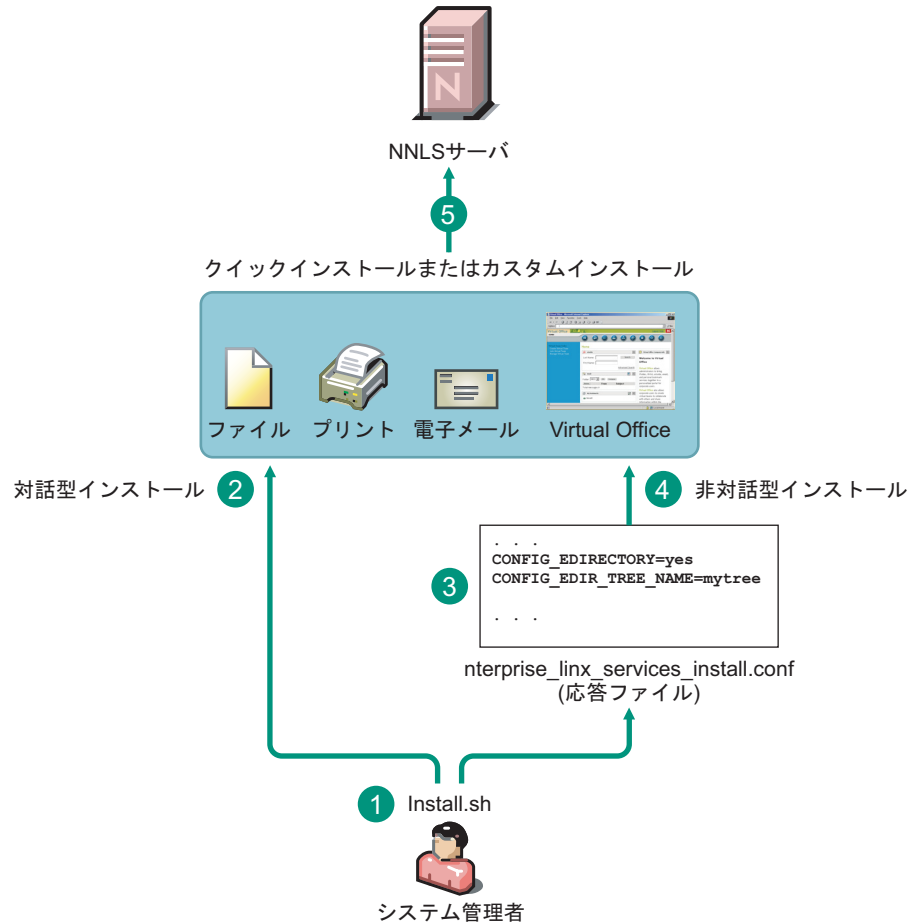 N
NNLSサーバ
5
クイックインストールまたはカスタムインストール
ファイル
プリント
電子メール
Virtual Office
対話型インストール
2
4
非対話型インストール
3
. . .
CONFIG_EDIRECTORY=yes
CONFIG_EDIR_TREE_NAME=mytree
. . .
nterprise_linx_services_install.conf
(応答ファイル)
1
Install.sh
システム管理者